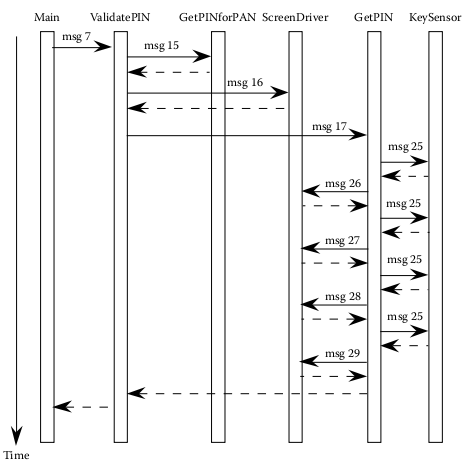 Main ValidatePIN GetPINforPAN ScreenDriver GetPIN KeySensor
msg 7
msg 15
msg 16
msg 17
msg 25
msg 26
msg 25
msg 27
msg 25
msg 28
msg 25
msg 29
Time